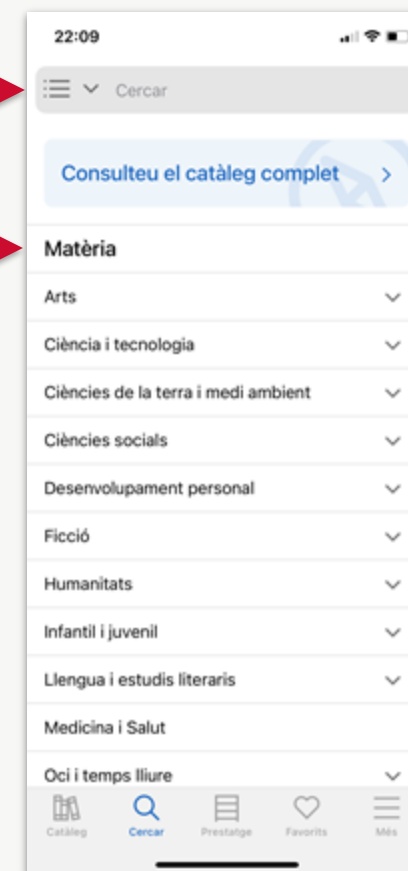 22:09
Cercar
Consulteu el catàleg complet
Matèria
Arts
Ciència i tecnologia
Ciències de la terra i medi ambient
Ciències socials
Desenvolupament personal
Ficció
Humanitats
Infantil i juvenil
Llengua i estudis literaris
Medicina i Salut
Oci i temps lliure
Catàleg Cercar Prestatge Favorits Més